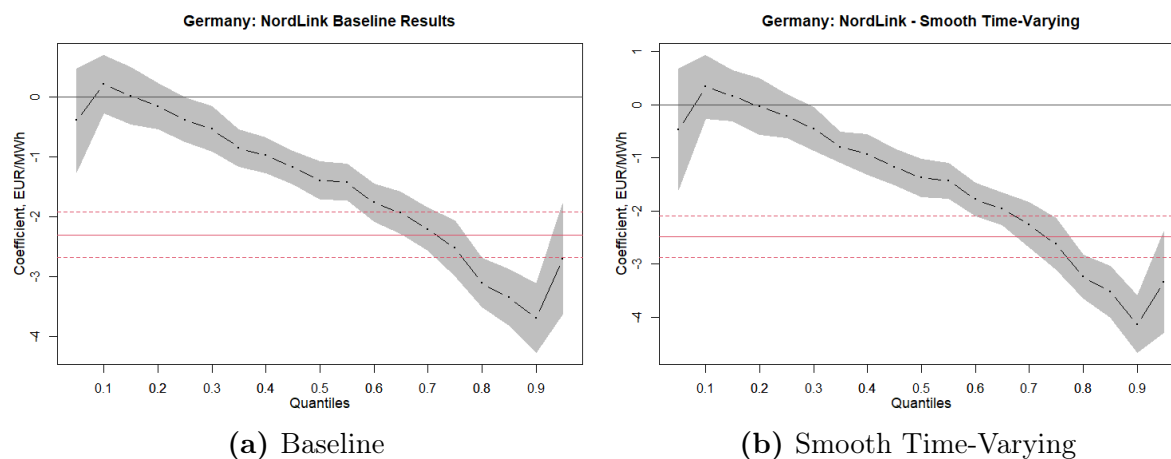 Germany: NordLink Baseline Results
Coefficient, EUR/MWh
0
-1
-2
-3
-4
0.1 0.2 0.3 0.4 0.5 0.6 0.7 0.8 0.9
Quantiles
(a) Baseline
Germany: NordLink - Smooth Time-Varying
Coefficient, EUR/MWh
1
0
-1
-2
-3
-4
0.1 0.2 0.3 0.4 0.5 0.6 0.7 0.8 0.9
Quantiles
(b) Smooth Time-Varying